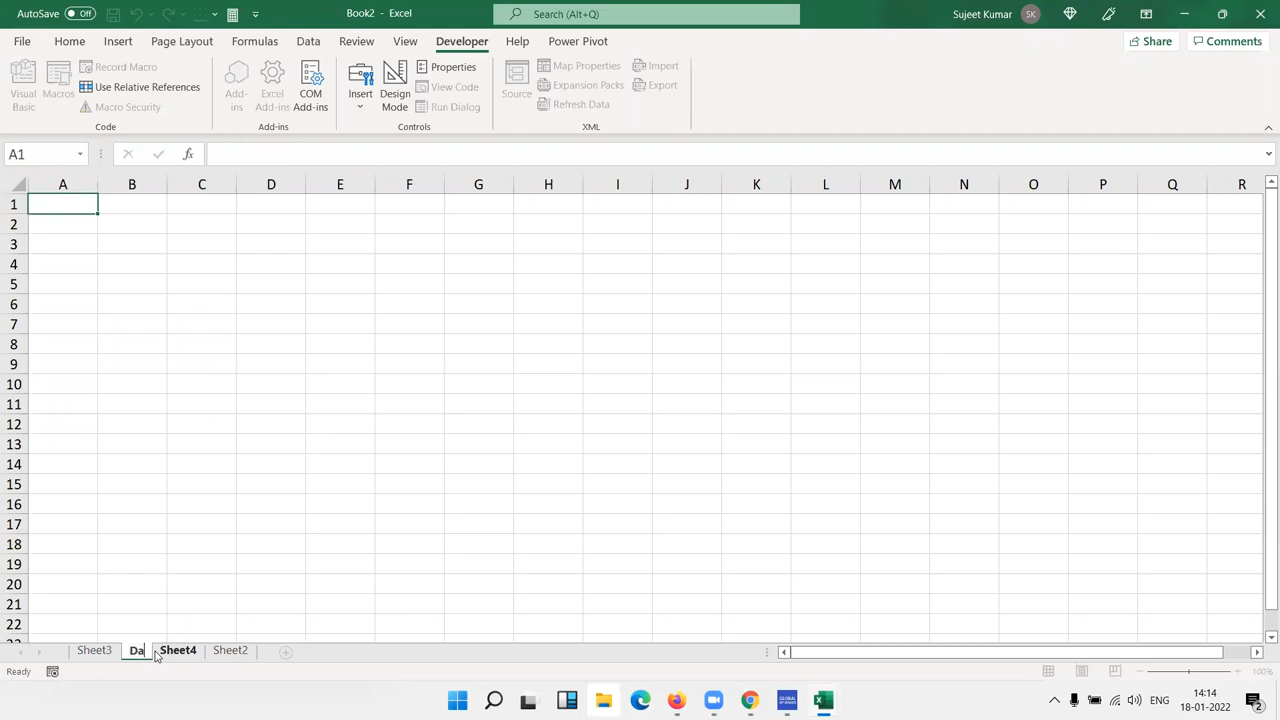 AutoSave Off Book2 - Excel Search (Alt+Q) Sujeet Kumar SK
File Home Insert Page Layout Formulas Data Review View Developer Help Power Pivot Share Comments
Visual Basic Macros Record Macro Use Relative References Macro Security
Add-ins Excel Add-ins COM Add-ins
Insert Design Mode Properties View Code Run Dialog
Source Map Properties Expansion Packs Refresh Data Import Export
Code Add-ins Controls XML
A1 fx
A B C D E F G H I J K L M N O P Q R
1
2
3
4
5
6
7
8
9
10
11
12
13
14
15
16
17
18
19
20
21
22
Sheet3 Da Sheet4 Sheet2
Ready 100%
ENG 14:14
18-01-2022 2